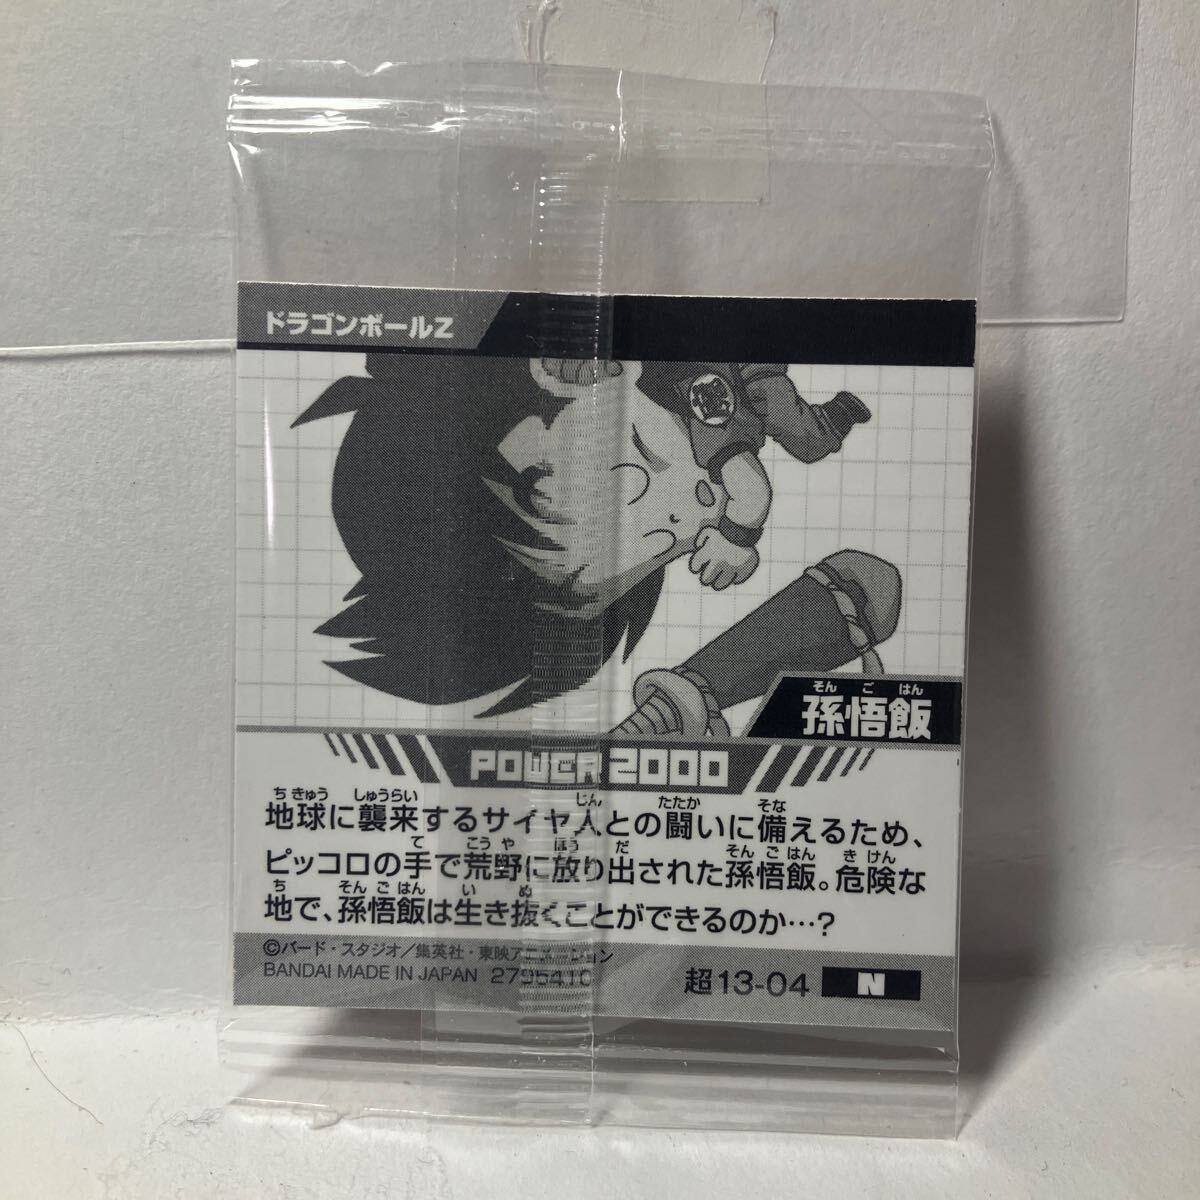 ドラゴンボールZ
そん ご はん
孫悟飯
POWER 2000
ちきゅう しゅうらい じん たたか そな
地球に襲来するサイヤ人との闘いに備えるため、
て こうや ほう だ そんごはん きけん
ピッコロの手で荒野に放り出された孫悟飯。危険な
ち そんごはん い ぬ
地で、孫悟飯は生き抜くことができるのか…?
©バード・スタジオ/集英社・東映アニメーション
BANDAI MADE IN JAPAN 2795410
超13-04 N